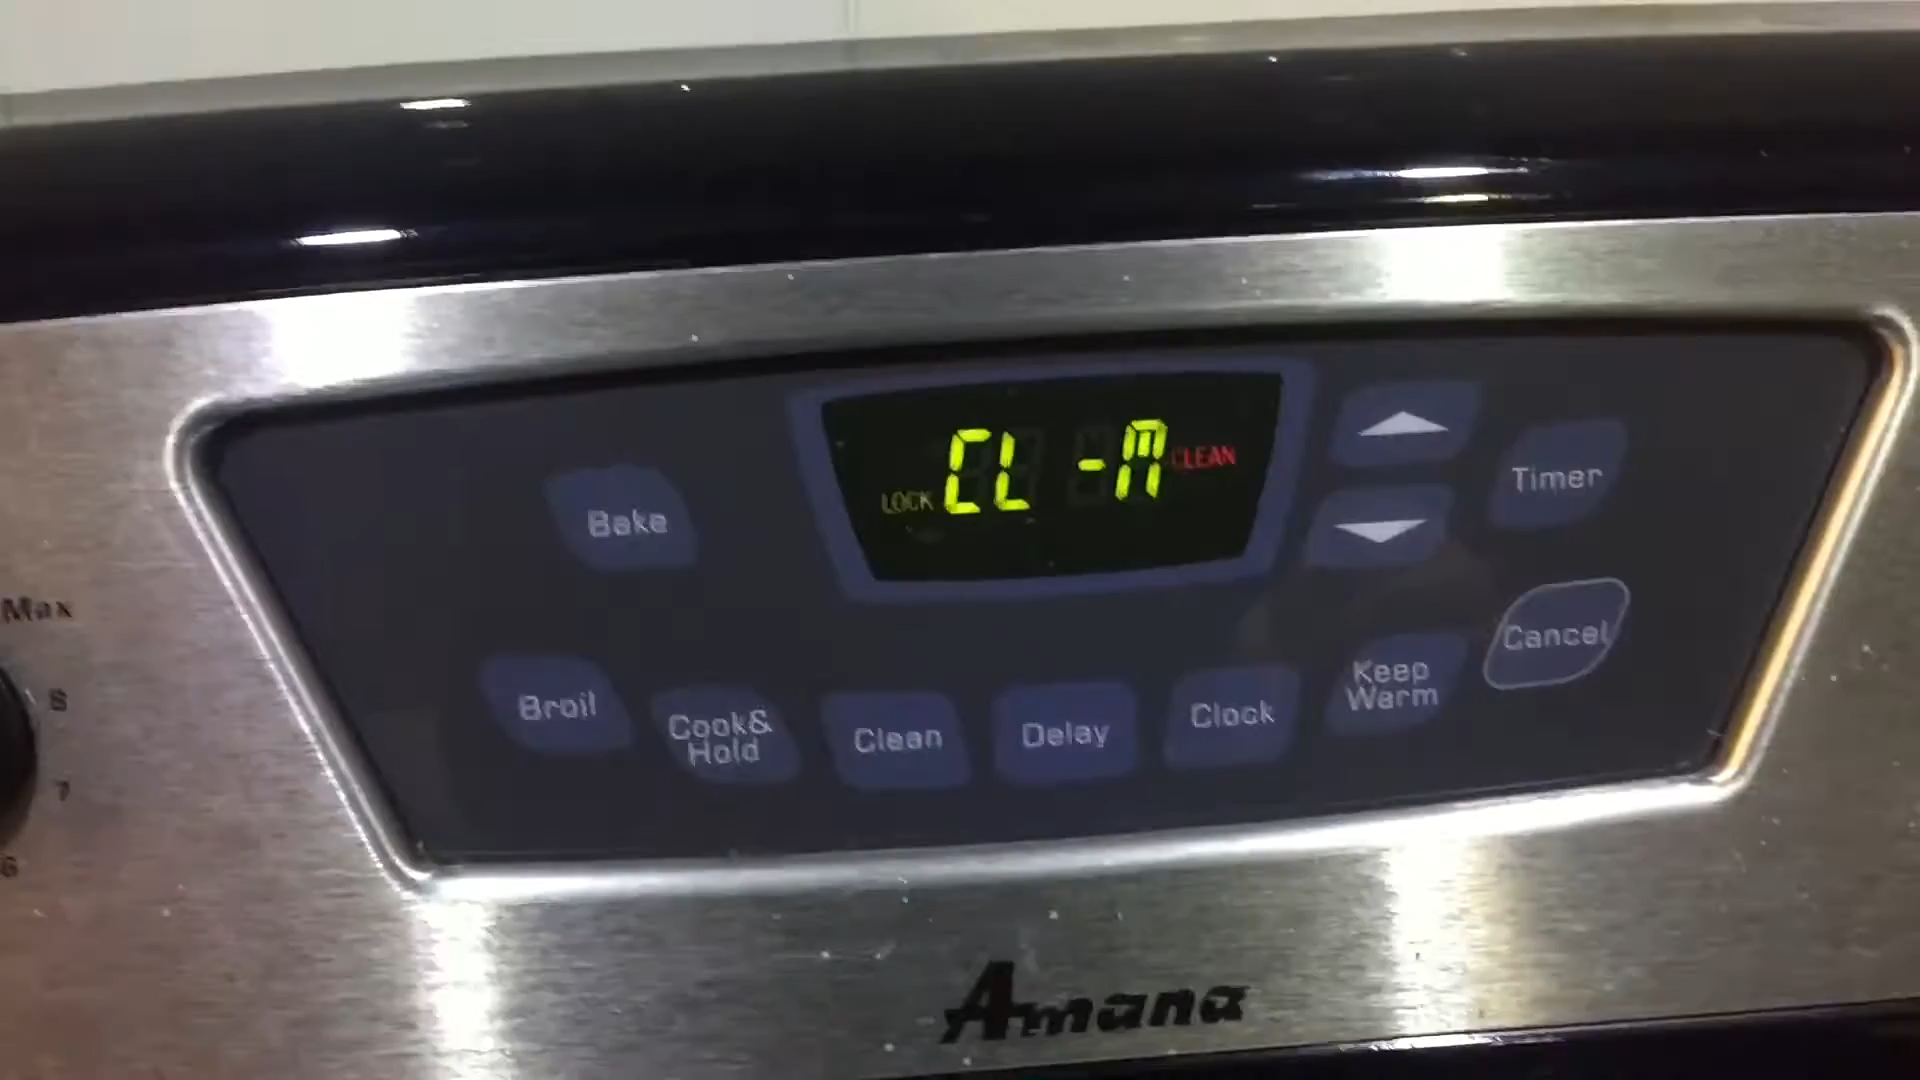 CL -M
CLEAN
LOCK
Timer
Bake
Max
8
7
6
Cancel
Keep
Warm
Broil
Cook&
Hold
Clean
Delay
Clock
Amana